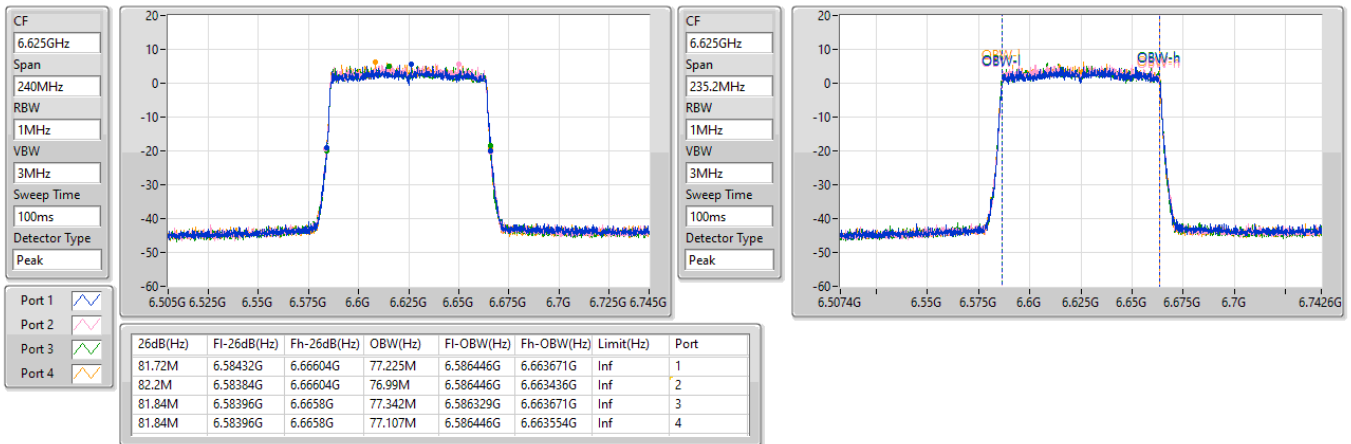 CF
6.625GHz
Span
240MHz
RBW
1MHz
VBW
3MHz
Sweep Time
100ms
Detector Type
Peak
20
10
0
-10
-20
-30
-40
-50
-60
6.505G 6.525G 6.55G 6.575G 6.6G 6.625G 6.65G 6.675G 6.7G 6.725G 6.745G
CF
6.625GHz
Span
235.2MHz
RBW
1MHz
VBW
3MHz
Sweep Time
100ms
Detector Type
Peak
20
10
0
-10
-20
-30
-40
-50
-60
OBW-l OBW-h
6.5074G 6.55G 6.575G 6.6G 6.625G 6.65G 6.675G 6.7G 6.7426G
Port 1
Port 2
Port 3
Port 4
26dB(Hz) Fl-26dB(Hz) Fh-26dB(Hz) OBW(Hz) Fl-OBW(Hz) Fh-OBW(Hz) Limit(Hz) Port
81.72M 6.58432G 6.66604G 77.225M 6.586446G 6.663671G Inf 1
82.2M 6.58384G 6.66604G 76.99M 6.586446G 6.663436G Inf 2
81.84M 6.58396G 6.6658G 77.342M 6.586329G 6.663671G Inf 3
81.84M 6.58396G 6.6658G 77.107M 6.586446G 6.663554G Inf 4